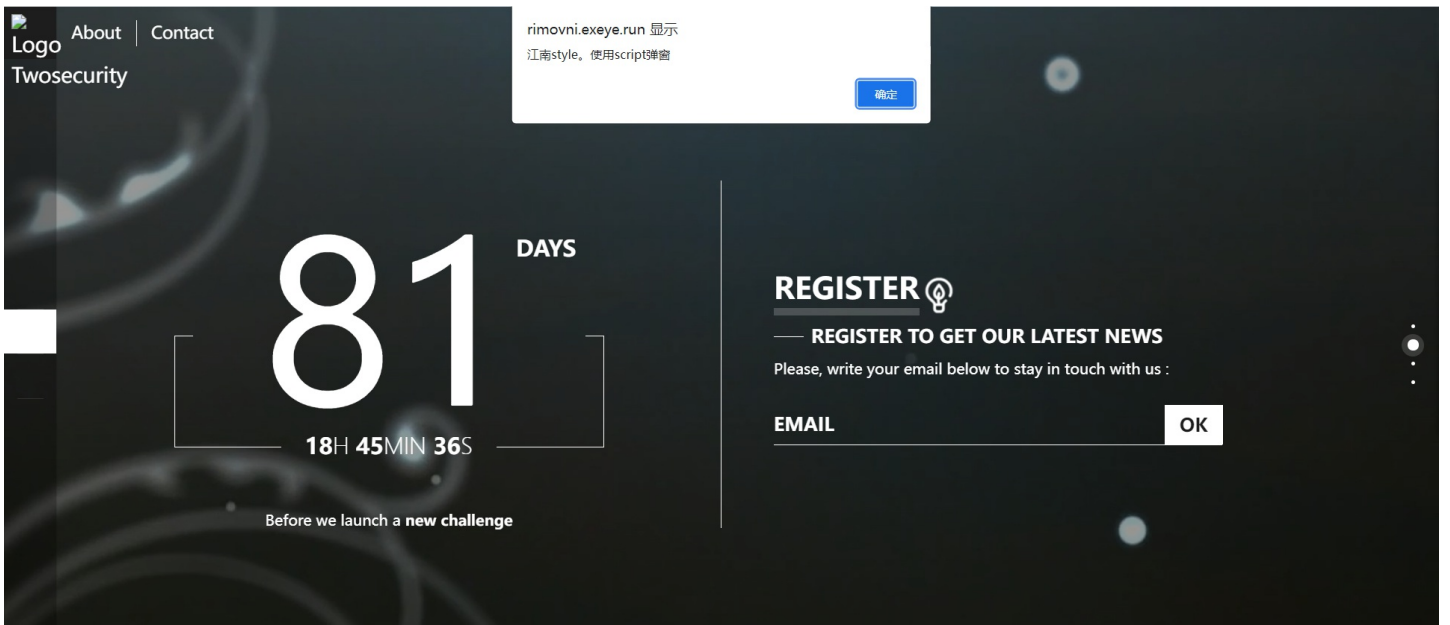 Logo
About
Contact
Twosecurity
rimovni.exeye.run 显示
江南style。使用script弹窗
确定
81
DAYS
18H 45MIN 36S
Before we launch a new challenge
REGISTER
REGISTER TO GET OUR LATEST NEWS
Please, write your email below to stay in touch with us :
EMAIL
OK